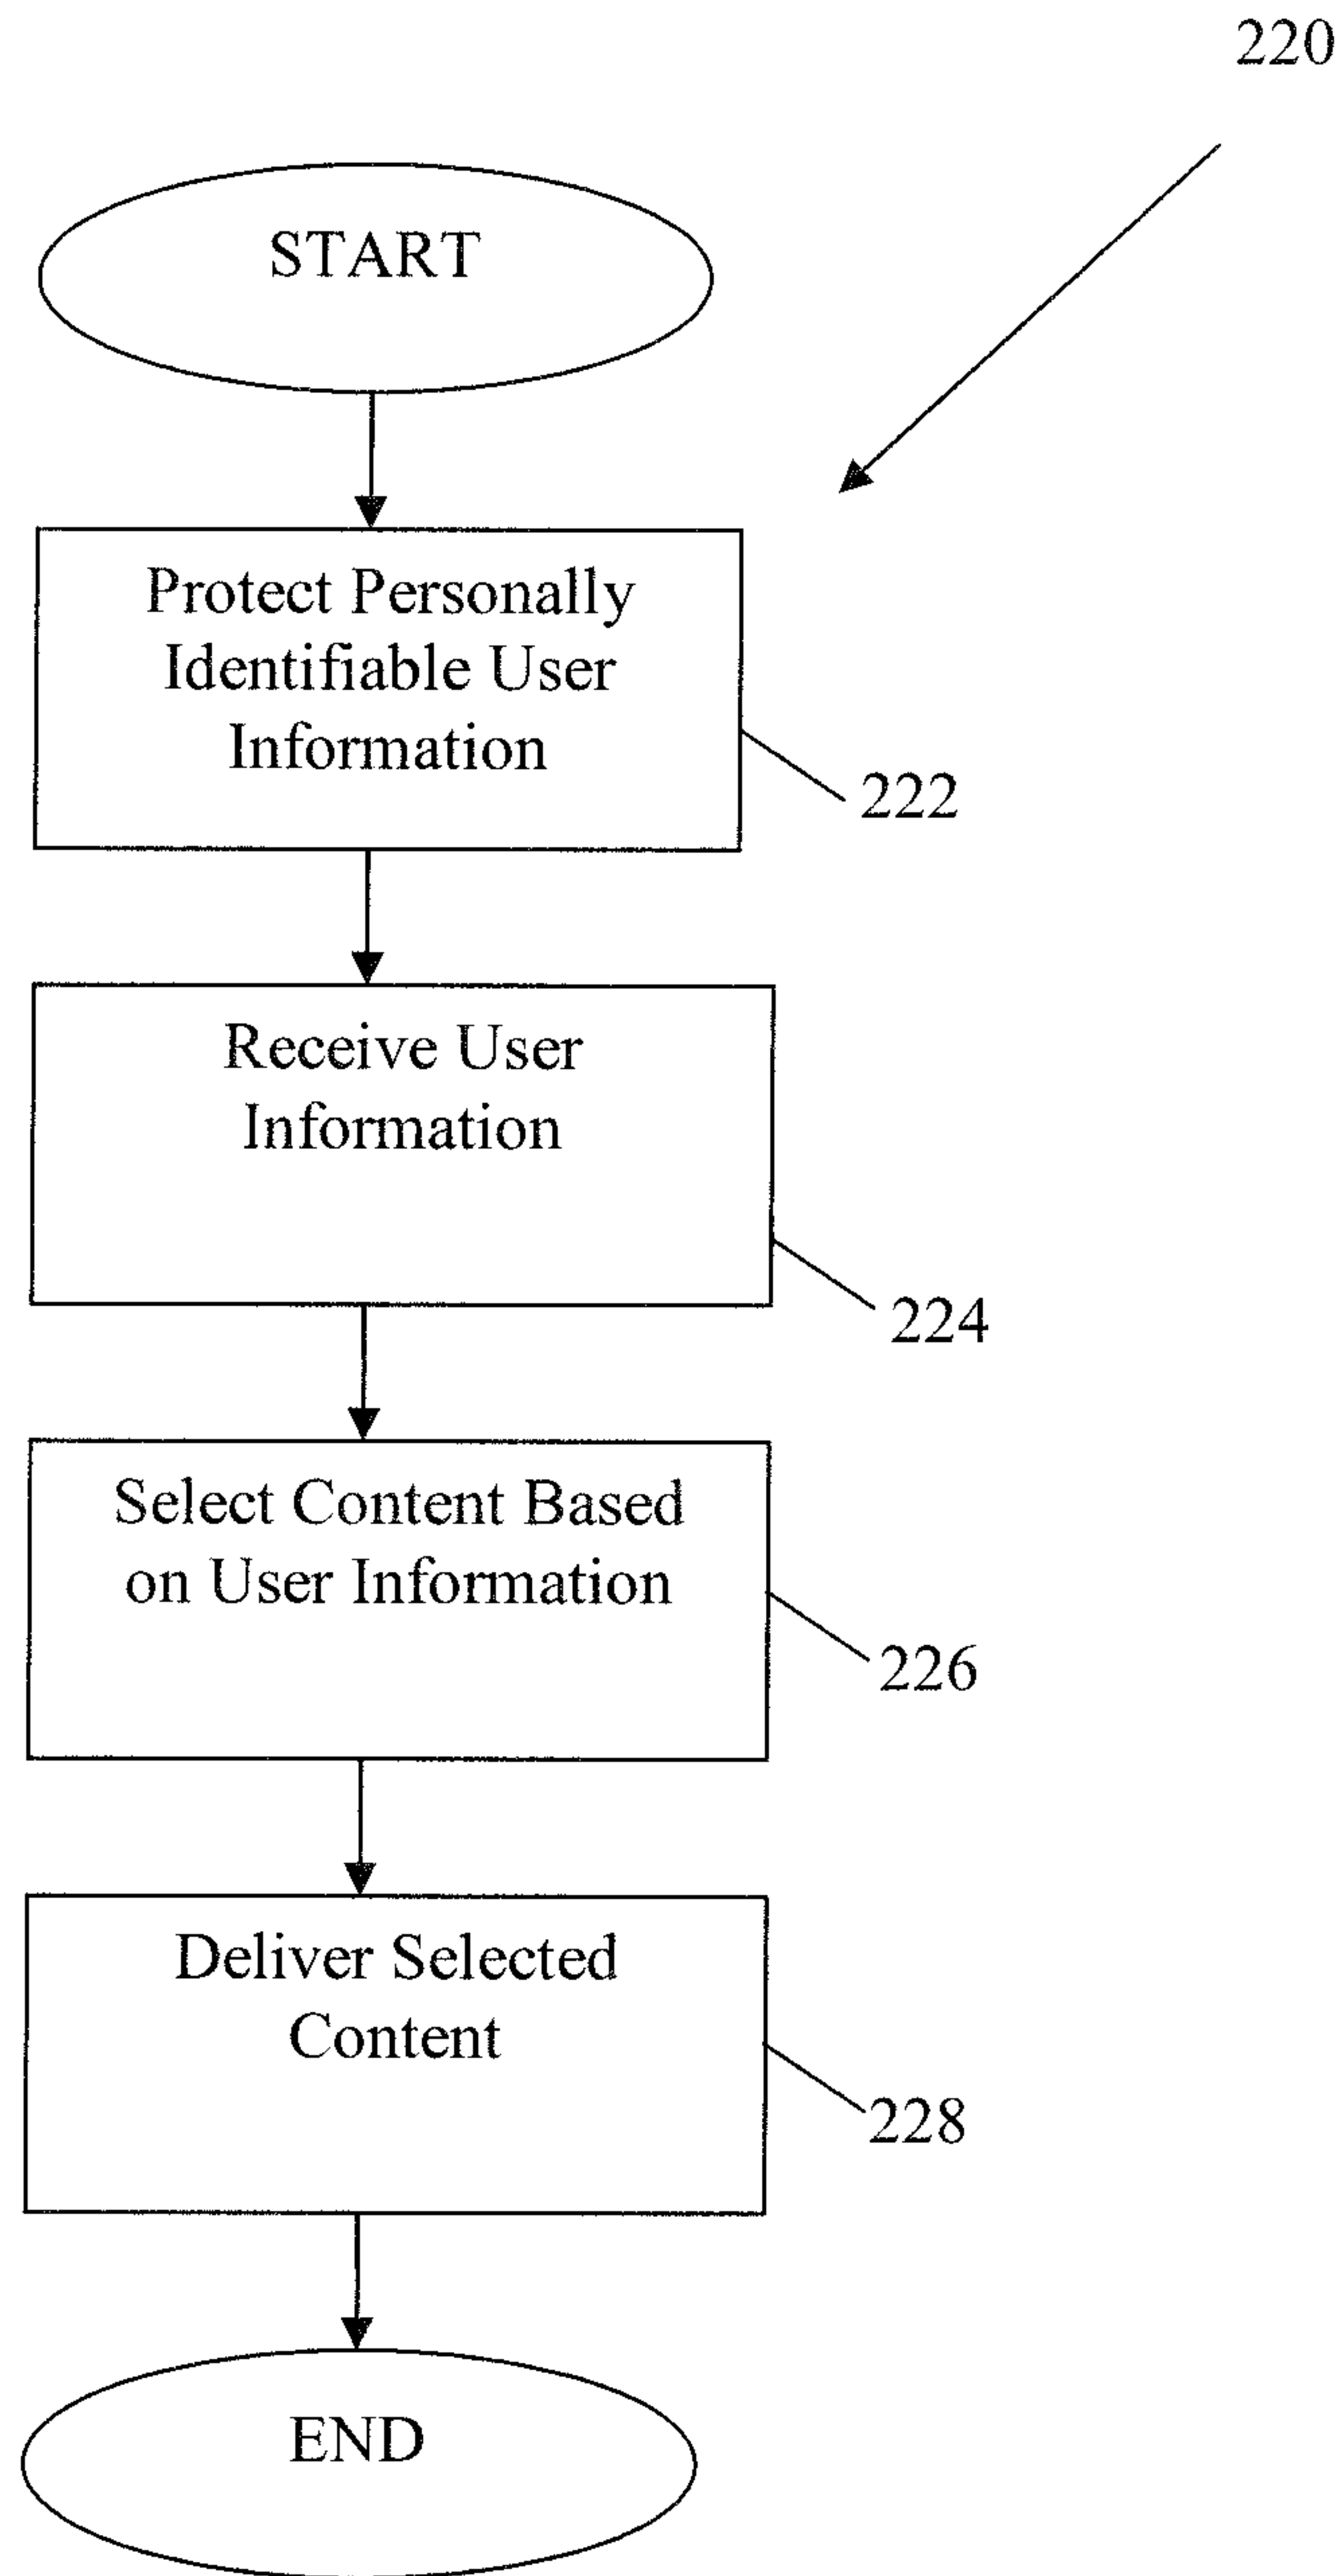 220
START
Protect Personally
Identifiable User
Information
222
Receive User
Information
224
Select Content Based
on User Information
226
Deliver Selected
Content
228
END